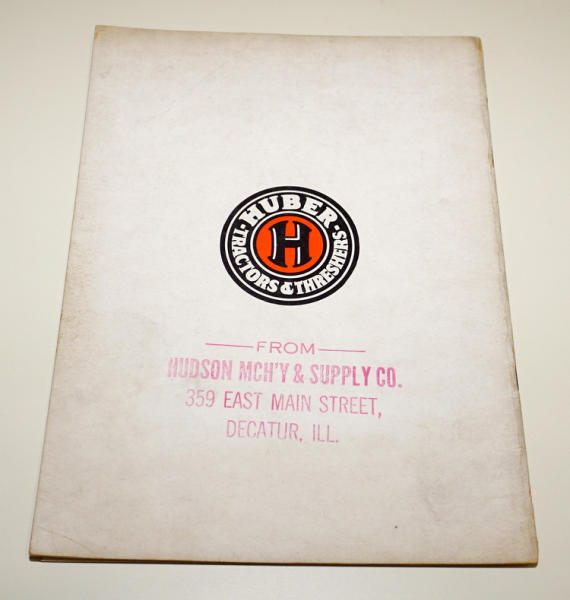 HUBER
H
·TRACTORS & THRESHERS·
FROM
HUDSON MCH'Y & SUPPLY CO.
359 EAST MAIN STREET,
DECATUR, ILL.